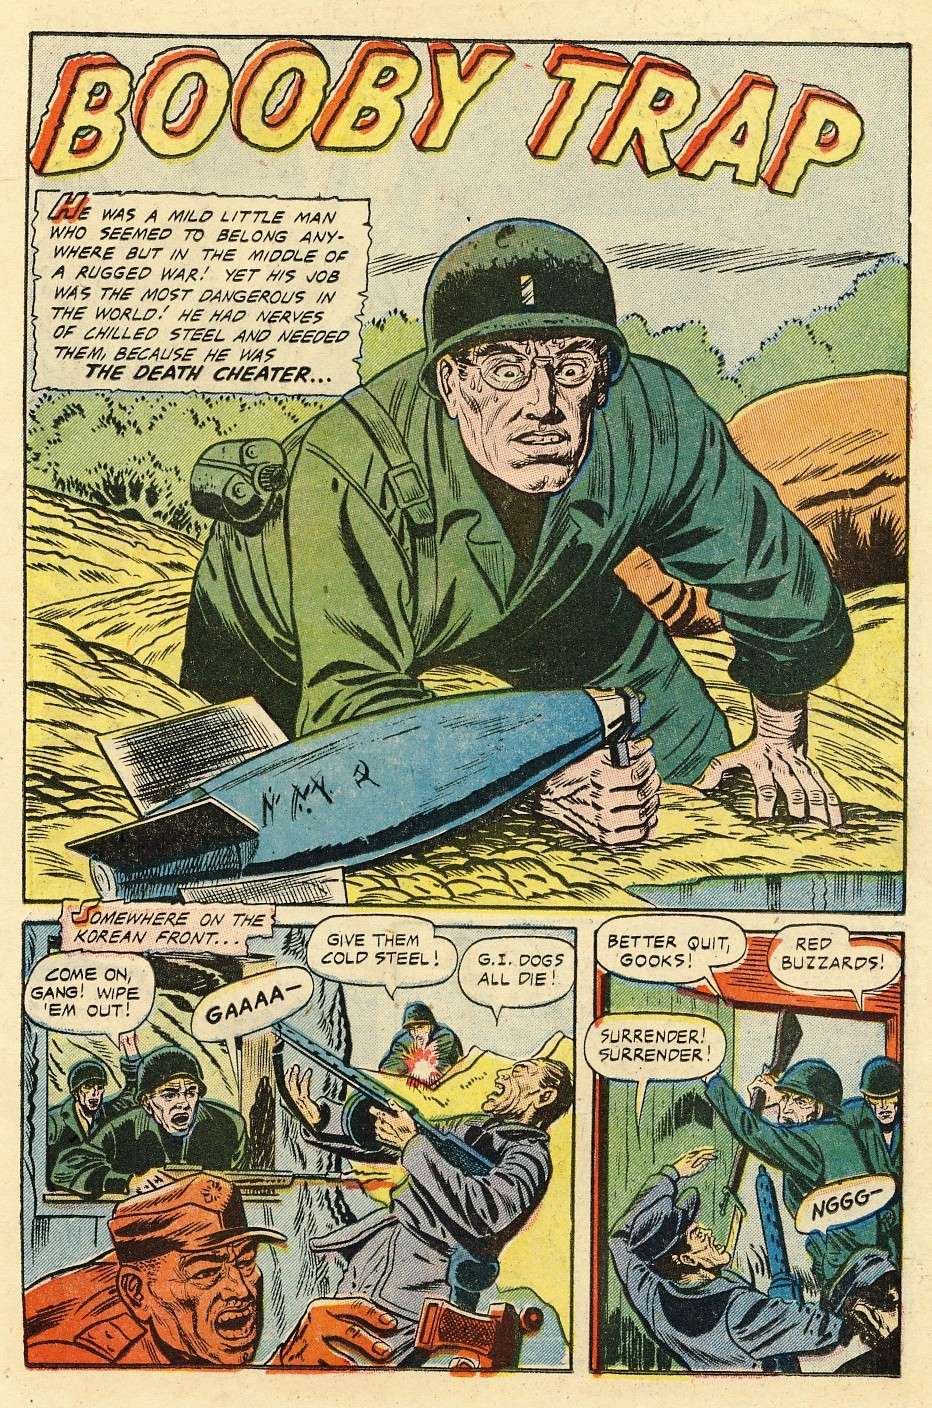 BOOBY TRAP
HE WAS A MILD LITTLE MAN
WHO SEEMED TO BELONG ANY-
WHERE BUT IN THE MIDDLE OF
A RUGGED WAR! YET HIS JOB
WAS THE MOST DANGEROUS IN
THE WORLD! HE HAD NERVES
OF CHILLED STEEL AND NEEDED
THEM, BECAUSE HE WAS
THE DEATH CHEATER...
SOMEWHERE ON THE
KOREAN FRONT...
COME ON,
GANG! WIPE
'EM OUT!
GAAAA—
GIVE THEM
COLD STEEL!
G.I. DOGS
ALL DIE!
BETTER QUIT,
GOOKS!
RED
BUZZARDS!
SURRENDER!
SURRENDER!
NGGG—